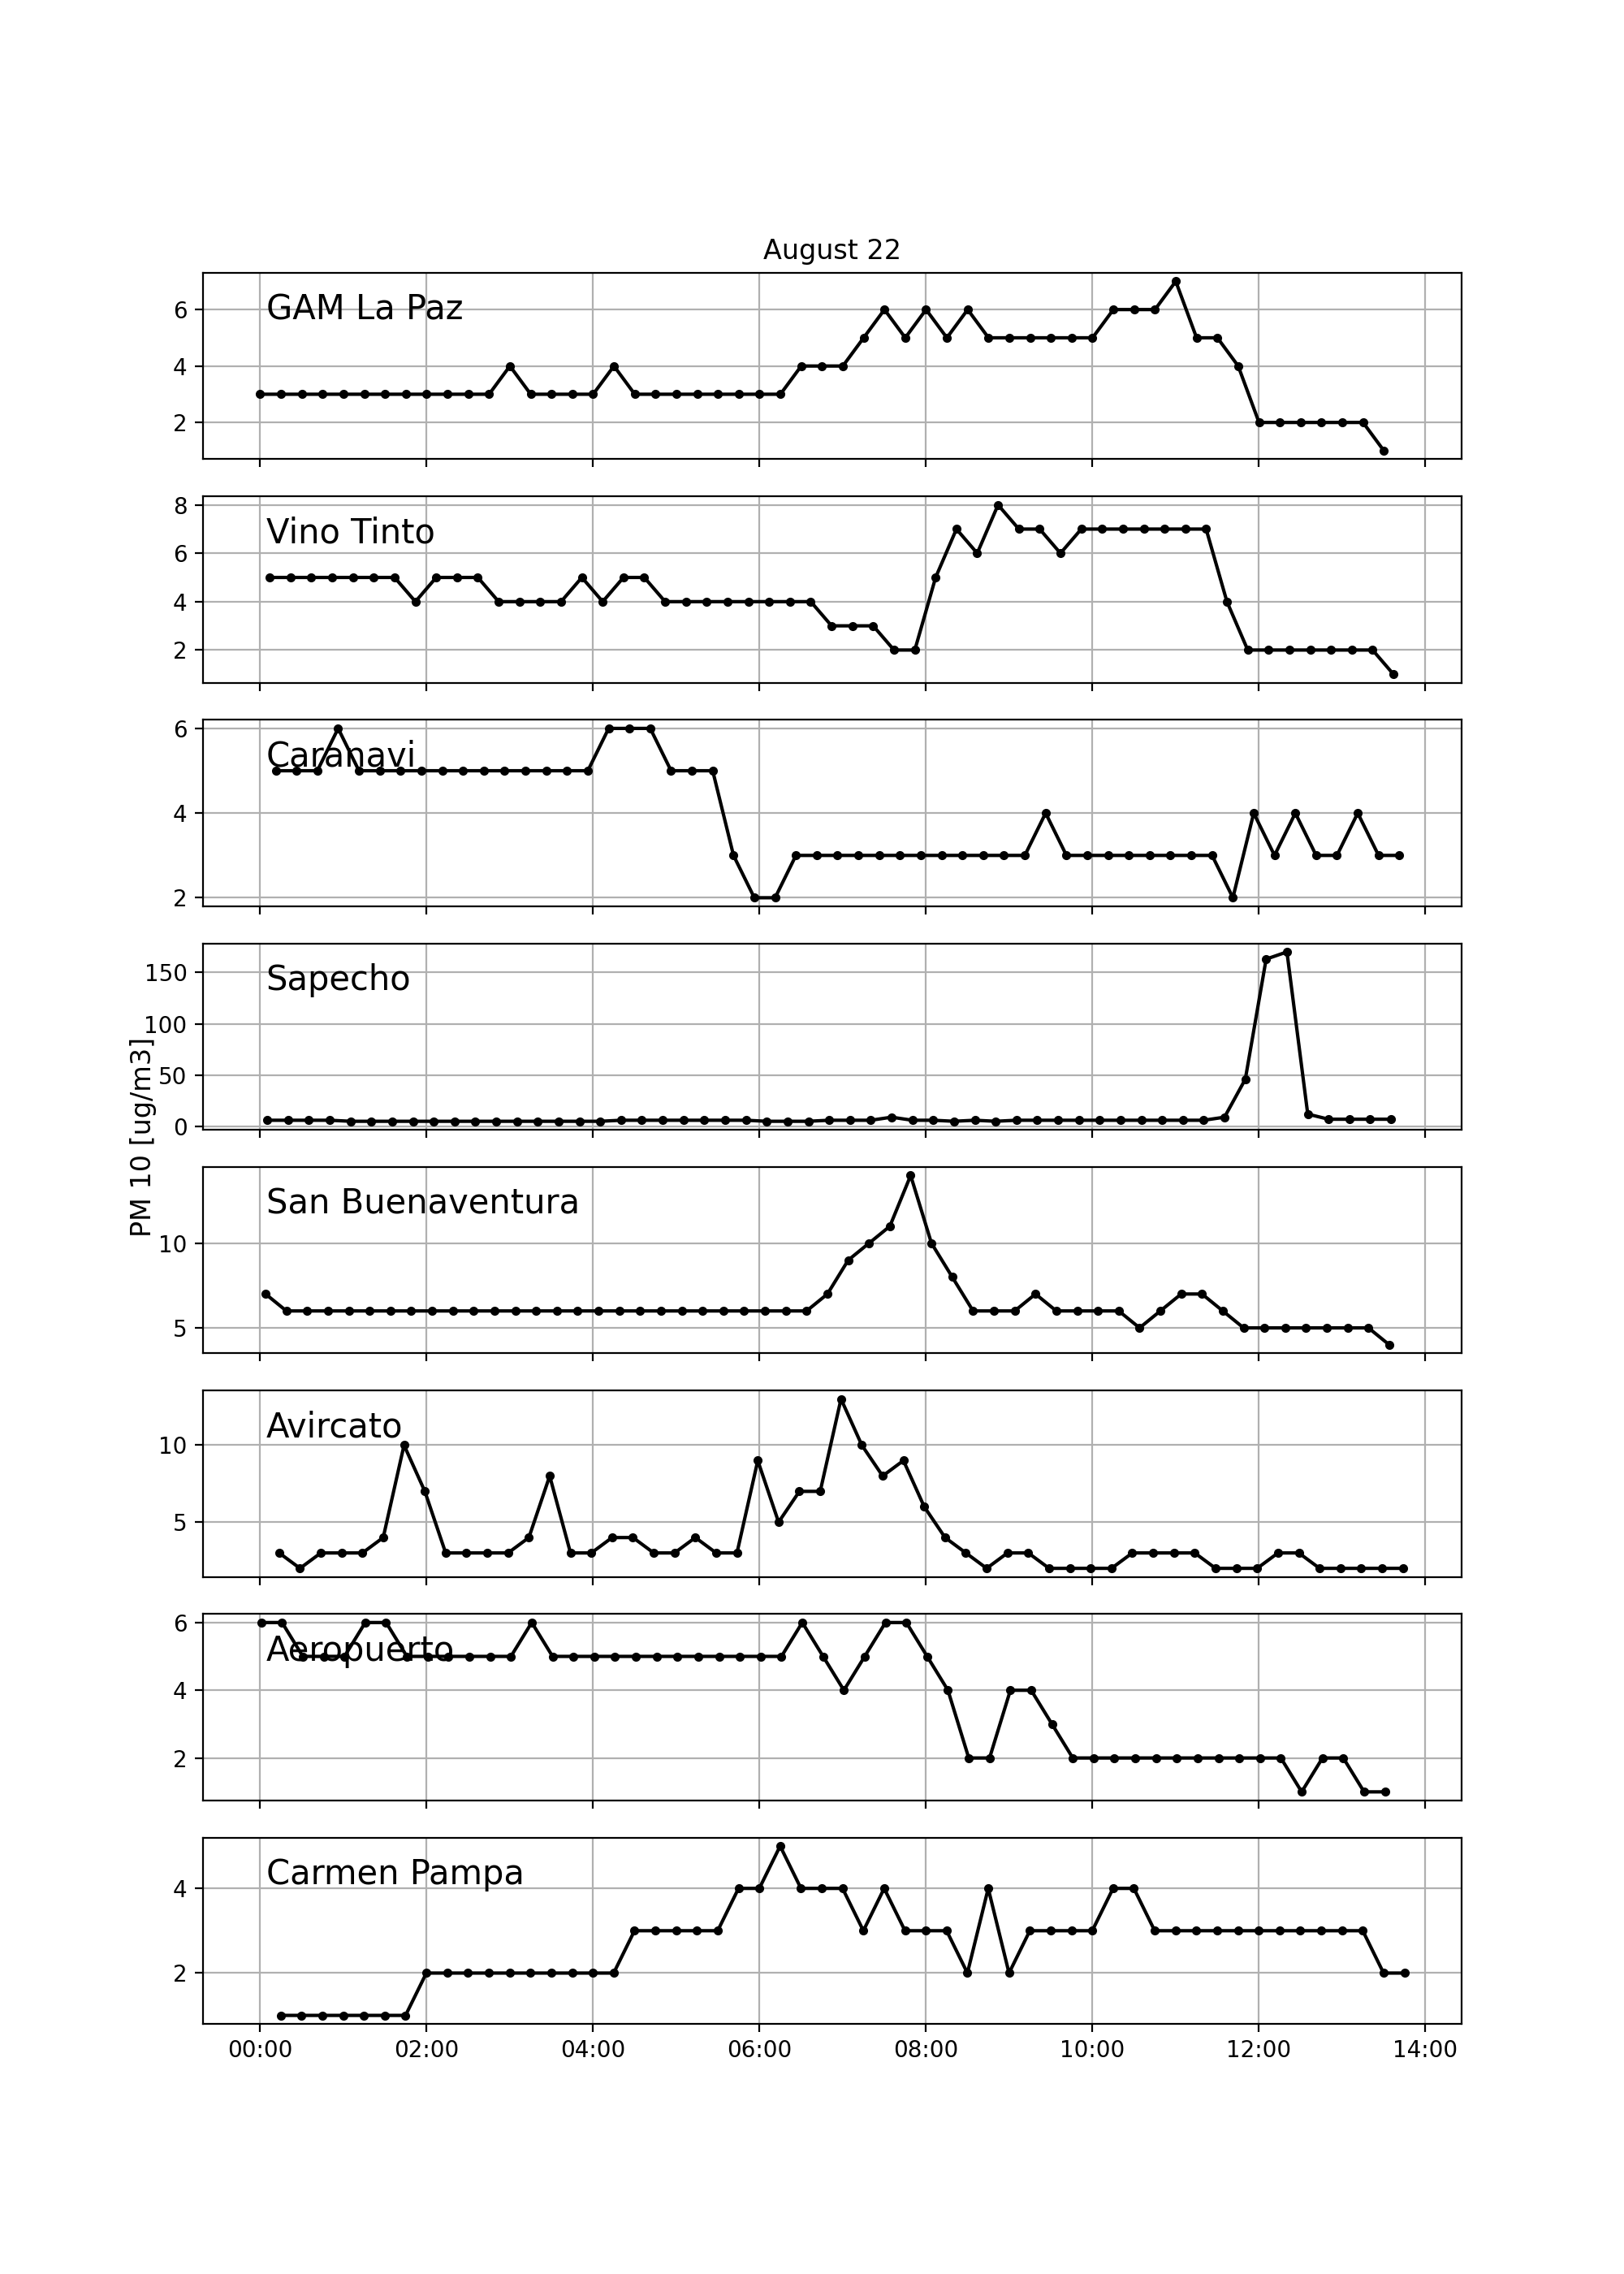 August 22
GAM La Paz
6
4
2
Vino Tinto
8
6
4
2
Caranavi
6
4
2
Sapecho
150
100
50
0
PM 10 [ug/m3]
San Buenaventura
10
5
Avircato
10
5
Aeropuerto
6
4
2
Carmen Pampa
4
2
00:00 02:00 04:00 06:00 08:00 10:00 12:00 14:00